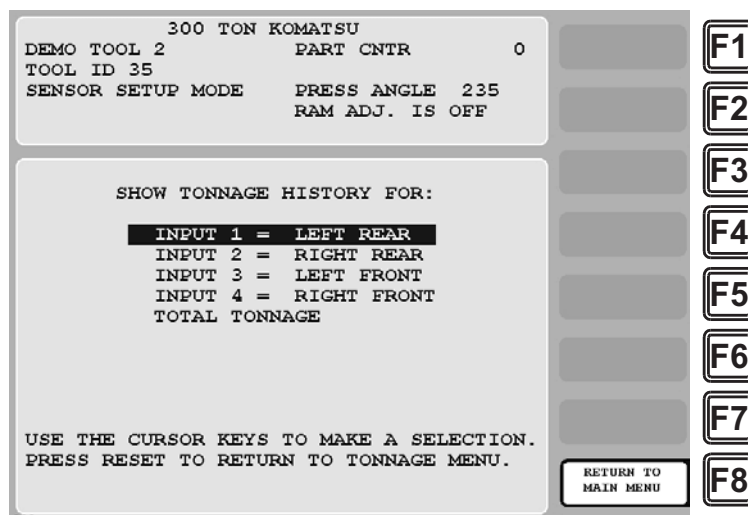 300 TON KOMATSU
DEMO TOOL 2 PART CNTR 0
TOOL ID 35
SENSOR SETUP MODE PRESS ANGLE 235
RAM ADJ. IS OFF
SHOW TONNAGE HISTORY FOR:
INPUT 1 = LEFT REAR
INPUT 2 = RIGHT REAR
INPUT 3 = LEFT FRONT
INPUT 4 = RIGHT FRONT
TOTAL TONNAGE
USE THE CURSOR KEYS TO MAKE A SELECTION.
PRESS RESET TO RETURN TO TONNAGE MENU.
F1
F2
F3
F4
F5
F6
F7
RETURN TO
MAIN MENU
F8